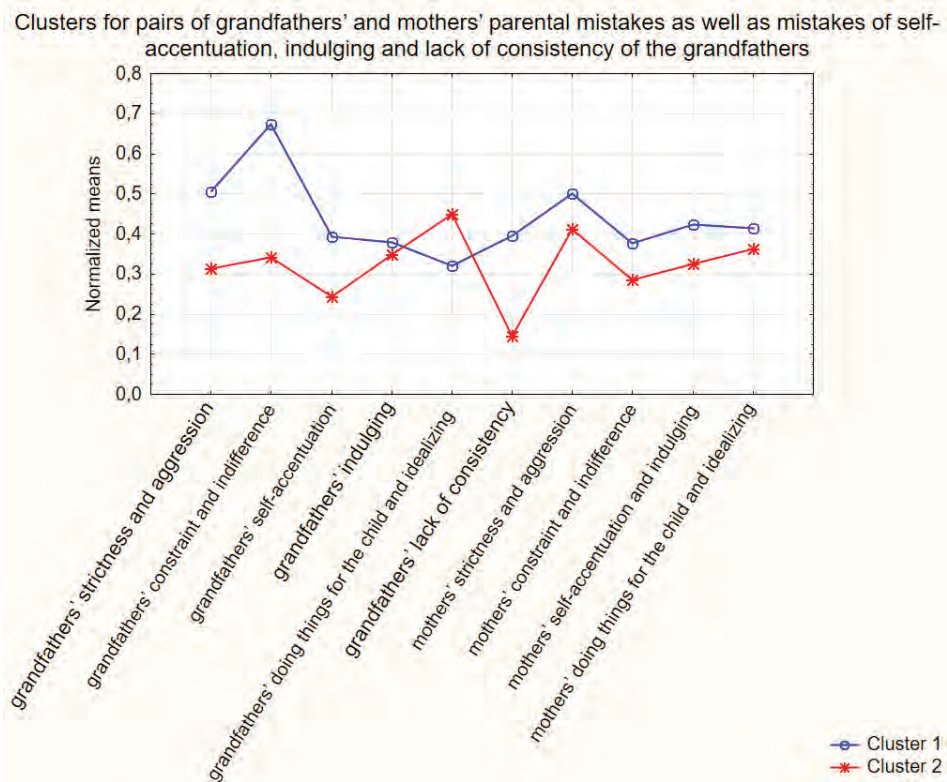 Clusters for pairs of grandfathers’ and mothers’ parental mistakes as well as mistakes of self-
accentuation, indulging and lack of consistency of the grandfathers
Normalized means
0,8
0,7
0,6
0,5
0,4
0,3
0,2
0,1
0,0
grandfathers’ strictness and aggression
grandfathers’ constraint and indifference
grandfathers’ self-accentuation
grandfathers’ indulging
grandfathers’ doing things for the child and idealizing
grandfathers’ lack of consistency
mothers’ strictness and aggression
mothers’ constraint and indifference
mothers’ self-accentuation and indulging
mothers’ doing things for the child and idealizing
Cluster 1
Cluster 2